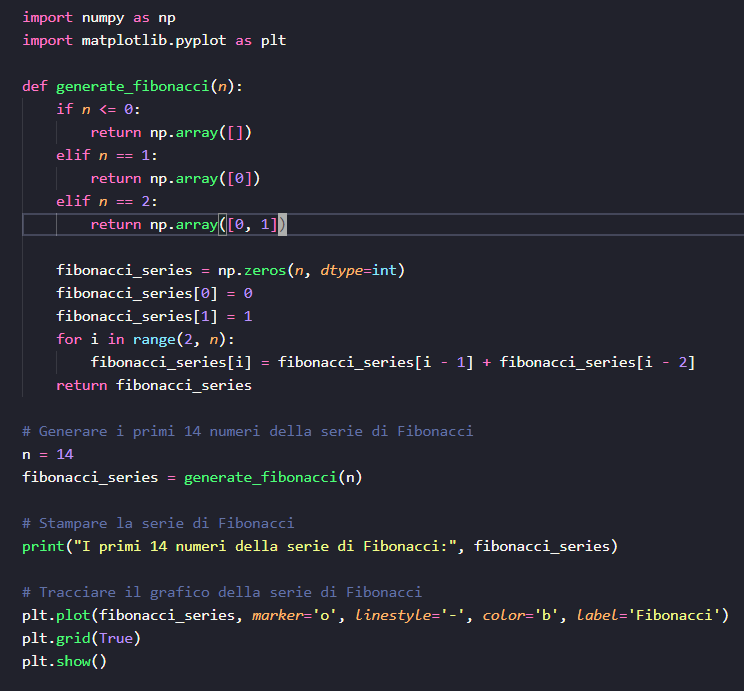 import numpy as np
import matplotlib.pyplot as plt

def generate_fibonacci(n):
    if n <= 0:
        return np.array([])
    elif n == 1:
        return np.array([0])
    elif n == 2:
        return np.array([0, 1])

    fibonacci_series = np.zeros(n, dtype=int)
    fibonacci_series[0] = 0
    fibonacci_series[1] = 1
    for i in range(2, n):
        fibonacci_series[i] = fibonacci_series[i - 1] + fibonacci_series[i - 2]
    return fibonacci_series

# Generare i primi 14 numeri della serie di Fibonacci
n = 14
fibonacci_series = generate_fibonacci(n)

# Stampare la serie di Fibonacci
print("I primi 14 numeri della serie di Fibonacci:", fibonacci_series)

# Tracciare il grafico della serie di Fibonacci
plt.plot(fibonacci_series, marker='o', linestyle='-', color='b', label='Fibonacci')
plt.grid(True)
plt.show()